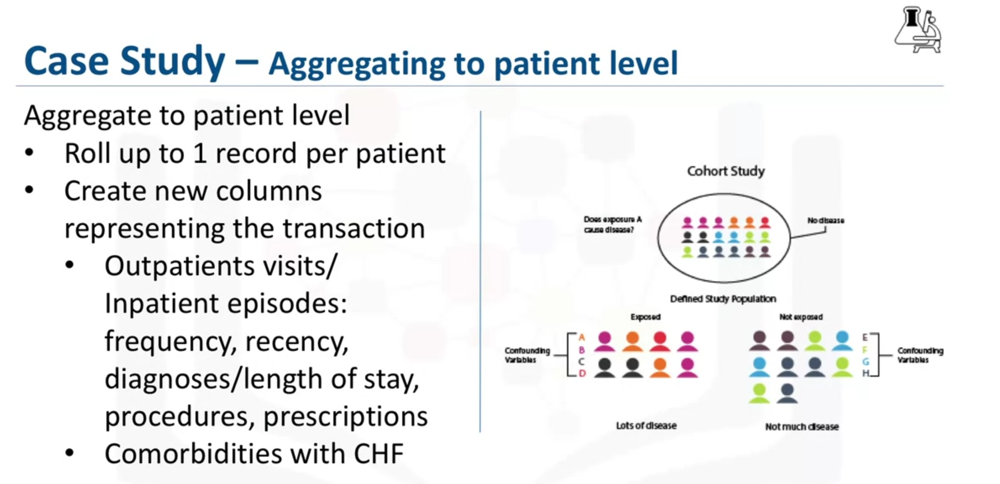 Case Study – Aggregating to patient level
Aggregate to patient level
• Roll up to 1 record per patient
• Create new columns
representing the transaction
• Outpatients visits/
Inpatient episodes:
frequency, recency,
diagnoses/length of stay,
procedures, prescriptions
• Comorbidities with CHF
Cohort Study
Does exposure A
cause disease?
No disease
Defined Study Population
Exposed
Not exposed
Confounding
Variables
A
B
C
D
E
F
G
H
Confounding
Variables
Lots of disease
Not much disease